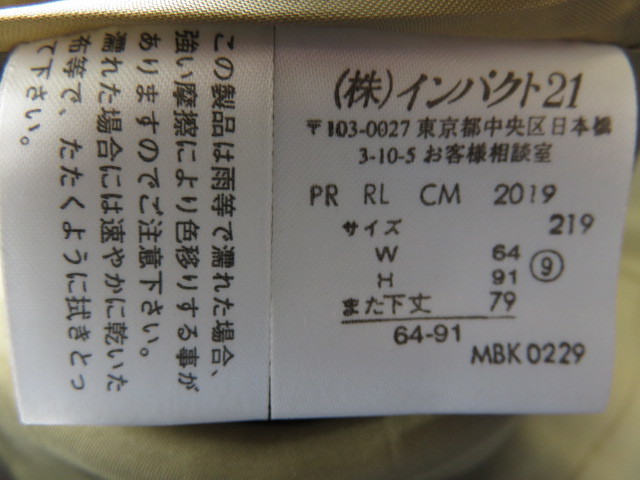 この製品は雨等で濡れた場合、
強い摩擦により色移りする事が
ありますのでご注意下さい。
濡れた場合には速やかに乾いた
布等で、たたくように拭きとっ
て下さい。
(株)インパクト21
〒103-0027 東京都中央区日本橋
3-10-5 お客様相談室
PR RL CM 2019
サイズ 219
W 64 ⑨
H 91
また下丈 79
64-91
MBK0229